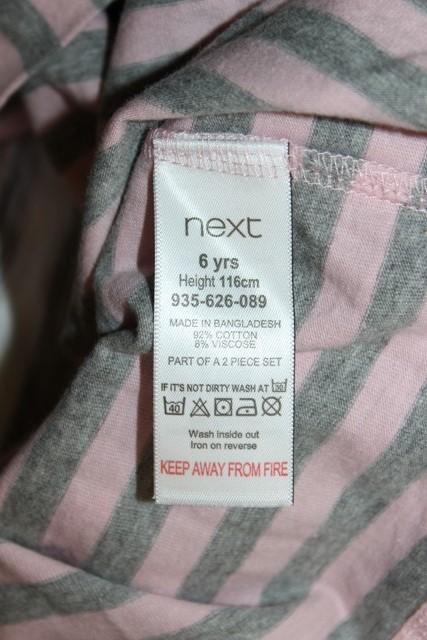 next
6 yrs
Height 116cm
935-626-089
MADE IN BANGLADESH
92% COTTON
8% VISCOSE
PART OF A 2 PIECE SET
IF IT'S NOT DIRTY WASH AT 30
40
Wash inside out
Iron on reverse
KEEP AWAY FROM FIRE